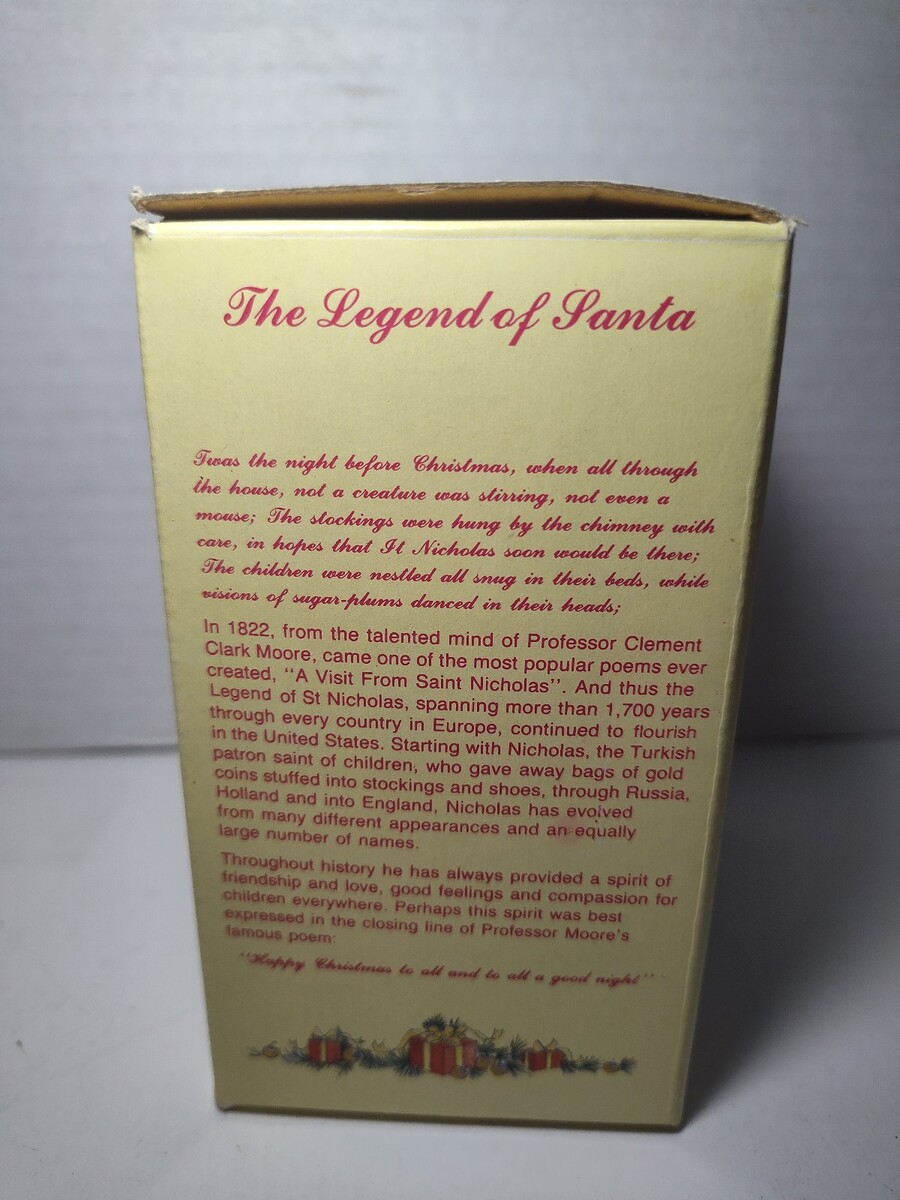 The Legend of Santa
Twas the night before Christmas, when all through
the house, not a creature was stirring, not even a
mouse; The stockings were hung by the chimney with
care, in hopes that St Nicholas soon would be there;
The children were nestled all snug in their beds, while
visions of sugar-plums danced in their heads;
In 1822, from the talented mind of Professor Clement
Clark Moore, came one of the most popular poems ever
created, "A Visit From Saint Nicholas". And thus the
Legend of St Nicholas, spanning more than 1,700 years
through every country in Europe, continued to flourish
in the United States. Starting with Nicholas, the Turkish
patron saint of children, who gave away bags of gold
coins stuffed into stockings and shoes, through Russia,
Holland and into England, Nicholas has evolved
from many different appearances and an equally
large number of names.
Throughout history he has always provided a spirit of
friendship and love, good feelings and compassion for
children everywhere. Perhaps this spirit was best
expressed in the closing line of Professor Moore's
famous poem:
"Happy Christmas to all and to all a good night"